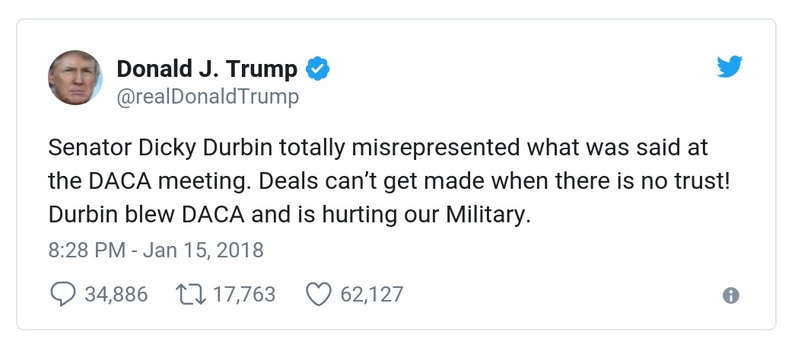 Donald J. Trump
@realDonaldTrump
Senator Dicky Durbin totally misrepresented what was said at
the DACA meeting. Deals can’t get made when there is no trust!
Durbin blew DACA and is hurting our Military.
8:28 PM - Jan 15, 2018
34,886 17,763 62,127